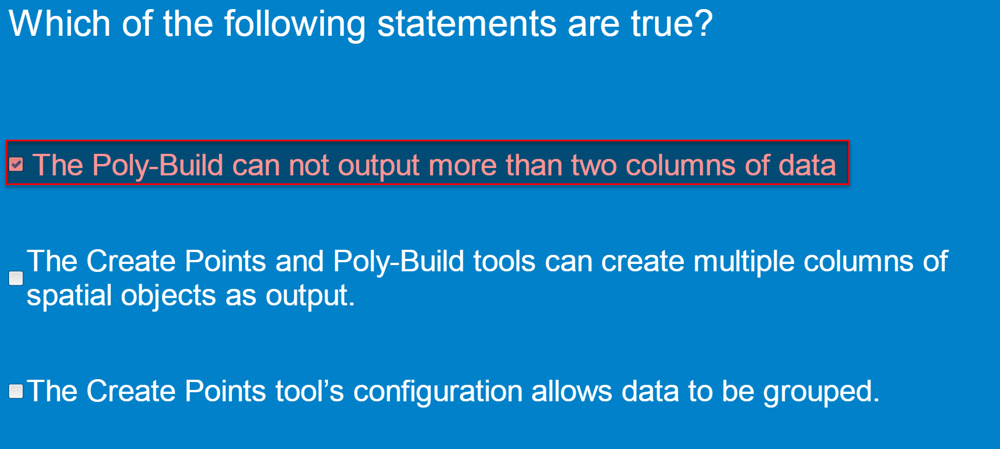 Which of the following statements are true?
The Poly-Build can not output more than two columns of data
The Create Points and Poly-Build tools can create multiple columns of
spatial objects as output.
The Create Points tool’s configuration allows data to be grouped.